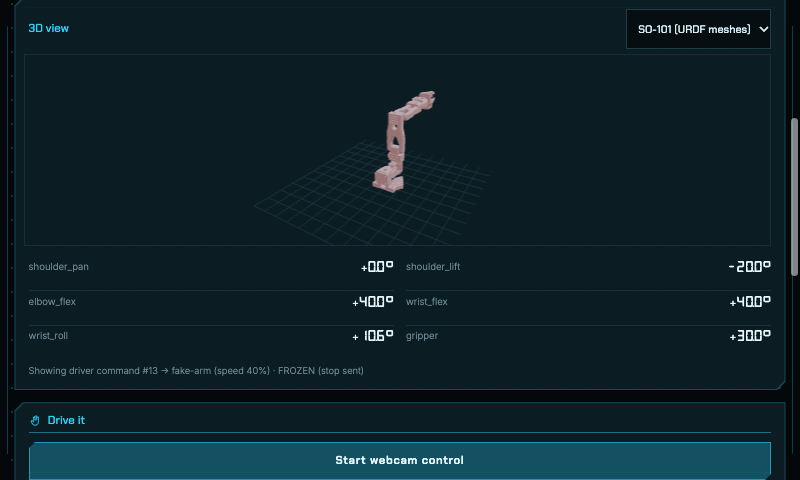 3D view
SO-101 (URDF meshes)
shoulder_pan +0.0°
shoulder_lift -20.0°
elbow_flex +40.0°
wrist_flex +40.0°
wrist_roll +10.6°
gripper +30.0°
Showing driver command #13 → fake-arm (speed 40%) · FROZEN (stop sent)
Drive it
Start webcam control